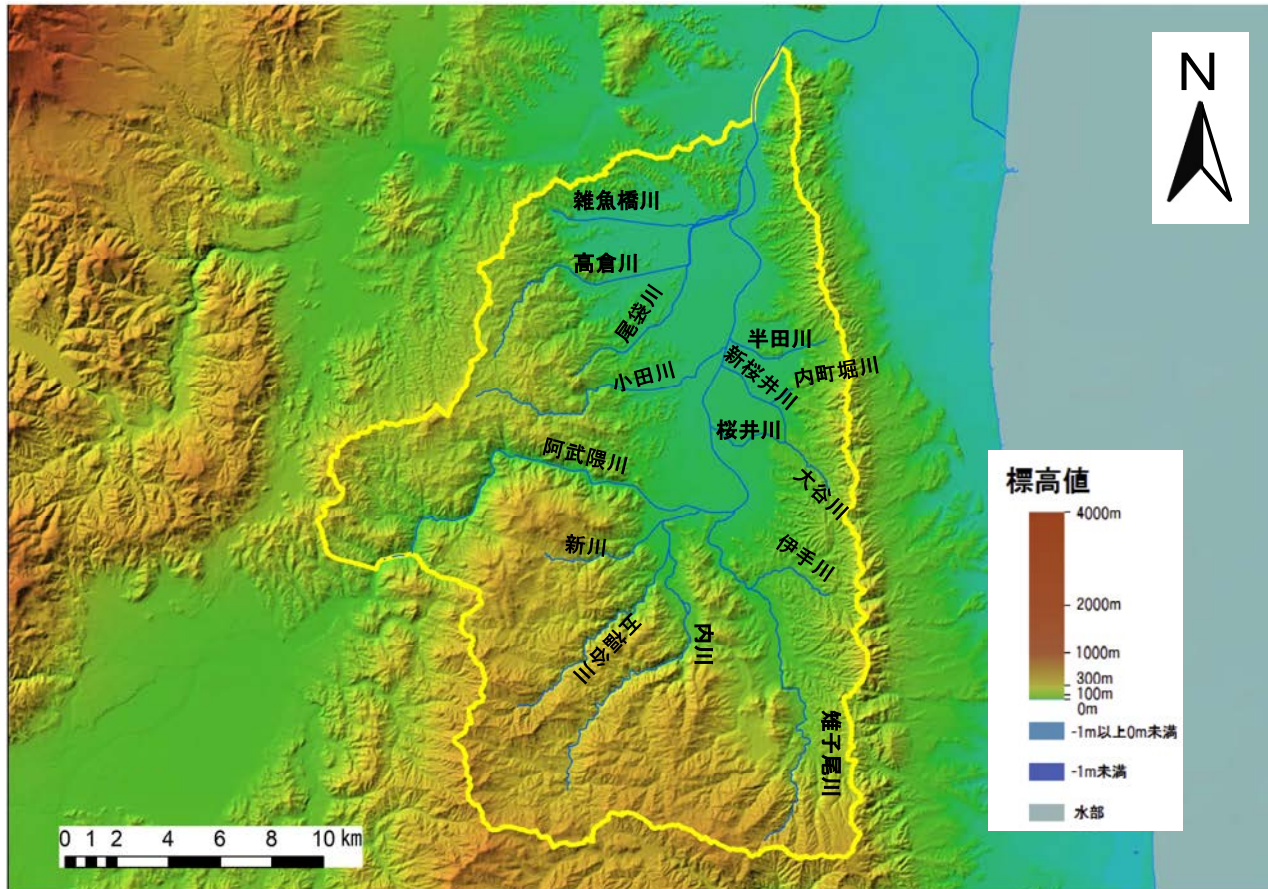 N
雑魚橋川
高倉川
尾袋川
半田川
新桜井川
内町堀川
小田川
桜井川
阿武隈川
大谷川
新川
伊手川
五福谷川
内川
雉子尾川
標高値
4000m
2000m
1000m
300m
100m
0m
-1m以上0m未満
-1m未満
水部
0 1 2 4 6 8 10 km